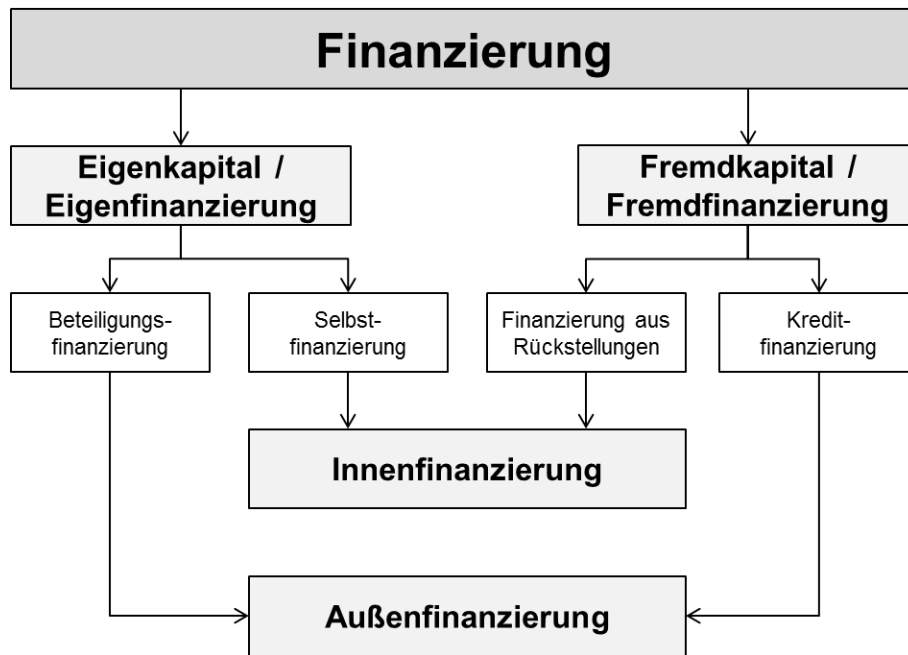 Finanzierung
Eigenkapital /
Eigenfinanzierung
Fremdkapital /
Fremdfinanzierung
Beteiligungs-
finanzierung
Selbst-
finanzierung
Finanzierung aus
Rückstellungen
Kredit-
finanzierung
Innenfinanzierung
Außenfinanzierung